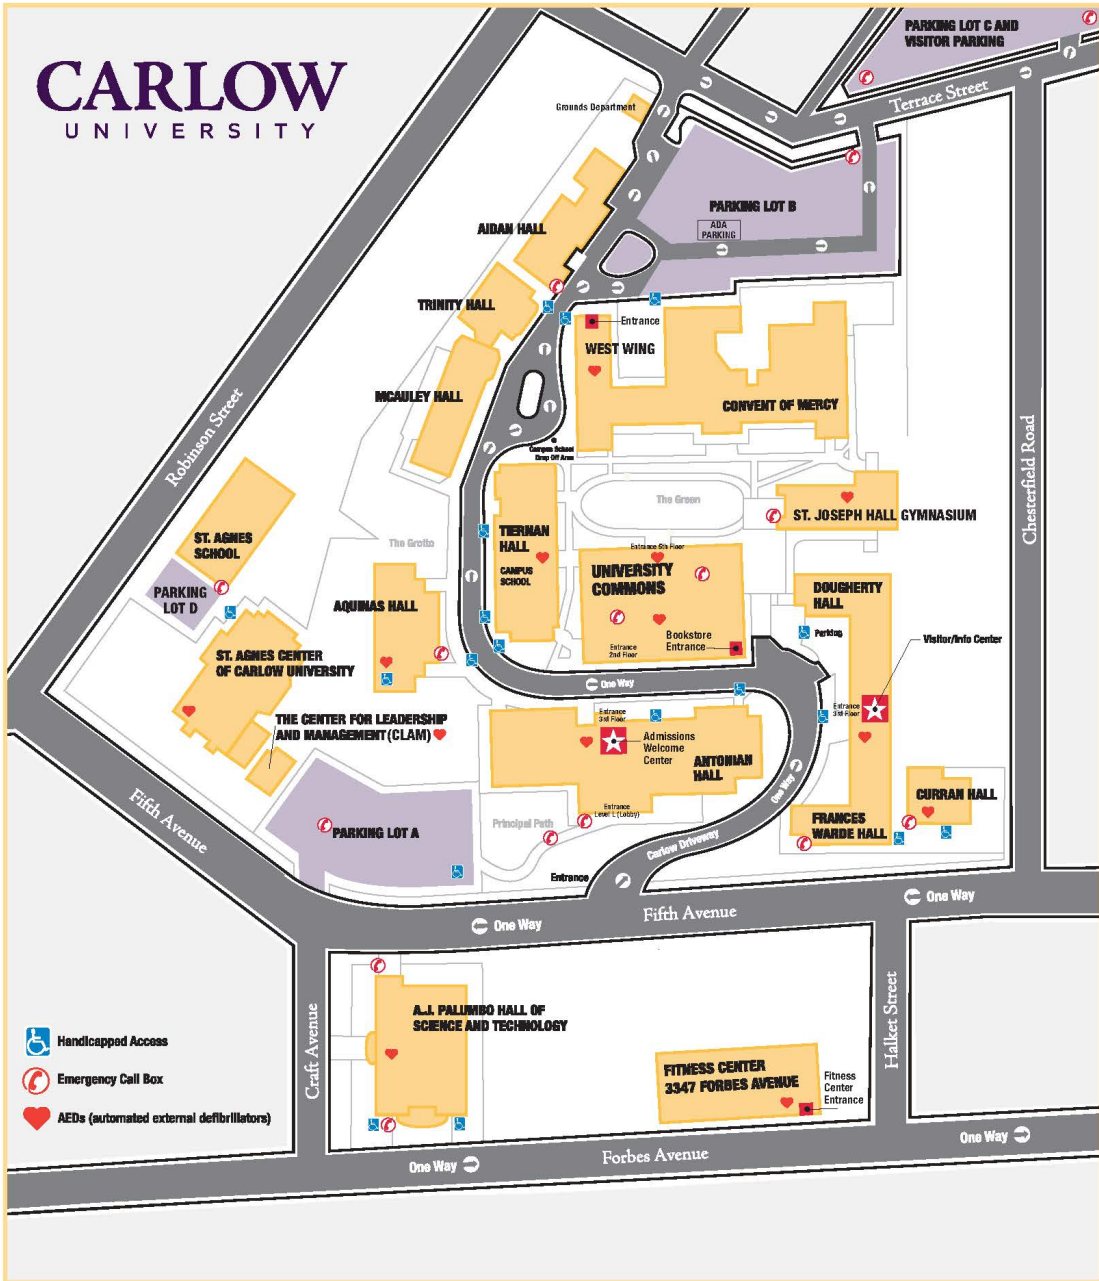 CARLOW
UNIVERSITY
PARKING LOT C AND
VISITOR PARKING
Terrace Street
Grounds Department
PARKING LOT B
ADA
PARKING
AIDAN HALL
TRINITY HALL
Entrance
WEST WING
MCAULEY HALL
CONVENT OF MERCY
Robinson Street
Chesterfield Road
Campus School
Drop Off Area
The Green
ST. JOSEPH HALL GYMNASIUM
ST. AGNES
SCHOOL
The Grotto
TIERNAN
HALL
CAMPUS
SCHOOL
Entrance 5th Floor
UNIVERSITY
COMMONS
PARKING
LOT D
AQUINAS HALL
DOUGHERTY
HALL
Parking
Visitor/Info Center
Bookstore
Entrance
Entrance
2nd Floor
ST. AGNES CENTER
OF CARLOW UNIVERSITY
One Way
Entrance
3rd Floor
Entrance
3rd Floor
THE CENTER FOR LEADERSHIP
AND MANAGEMENT (CLAM)
Admissions
Welcome
Center
ANTONIAN
HALL
One Way
CURRAN HALL
Fifth Avenue
PARKING LOT A
Principal Path
Entrance
Level L (Lobby)
FRANCES
WARDE HALL
Carlow Driveway
Entrance
One Way
Fifth Avenue
One Way
Craft Avenue
A.J. PALUMBO HALL OF
SCIENCE AND TECHNOLOGY
Halket Street
FITNESS CENTER
3347 FORBES AVENUE
Fitness
Center
Entrance
Handicapped Access
Emergency Call Box
AEDs (automated external defibrillators)
One Way
Forbes Avenue
One Way